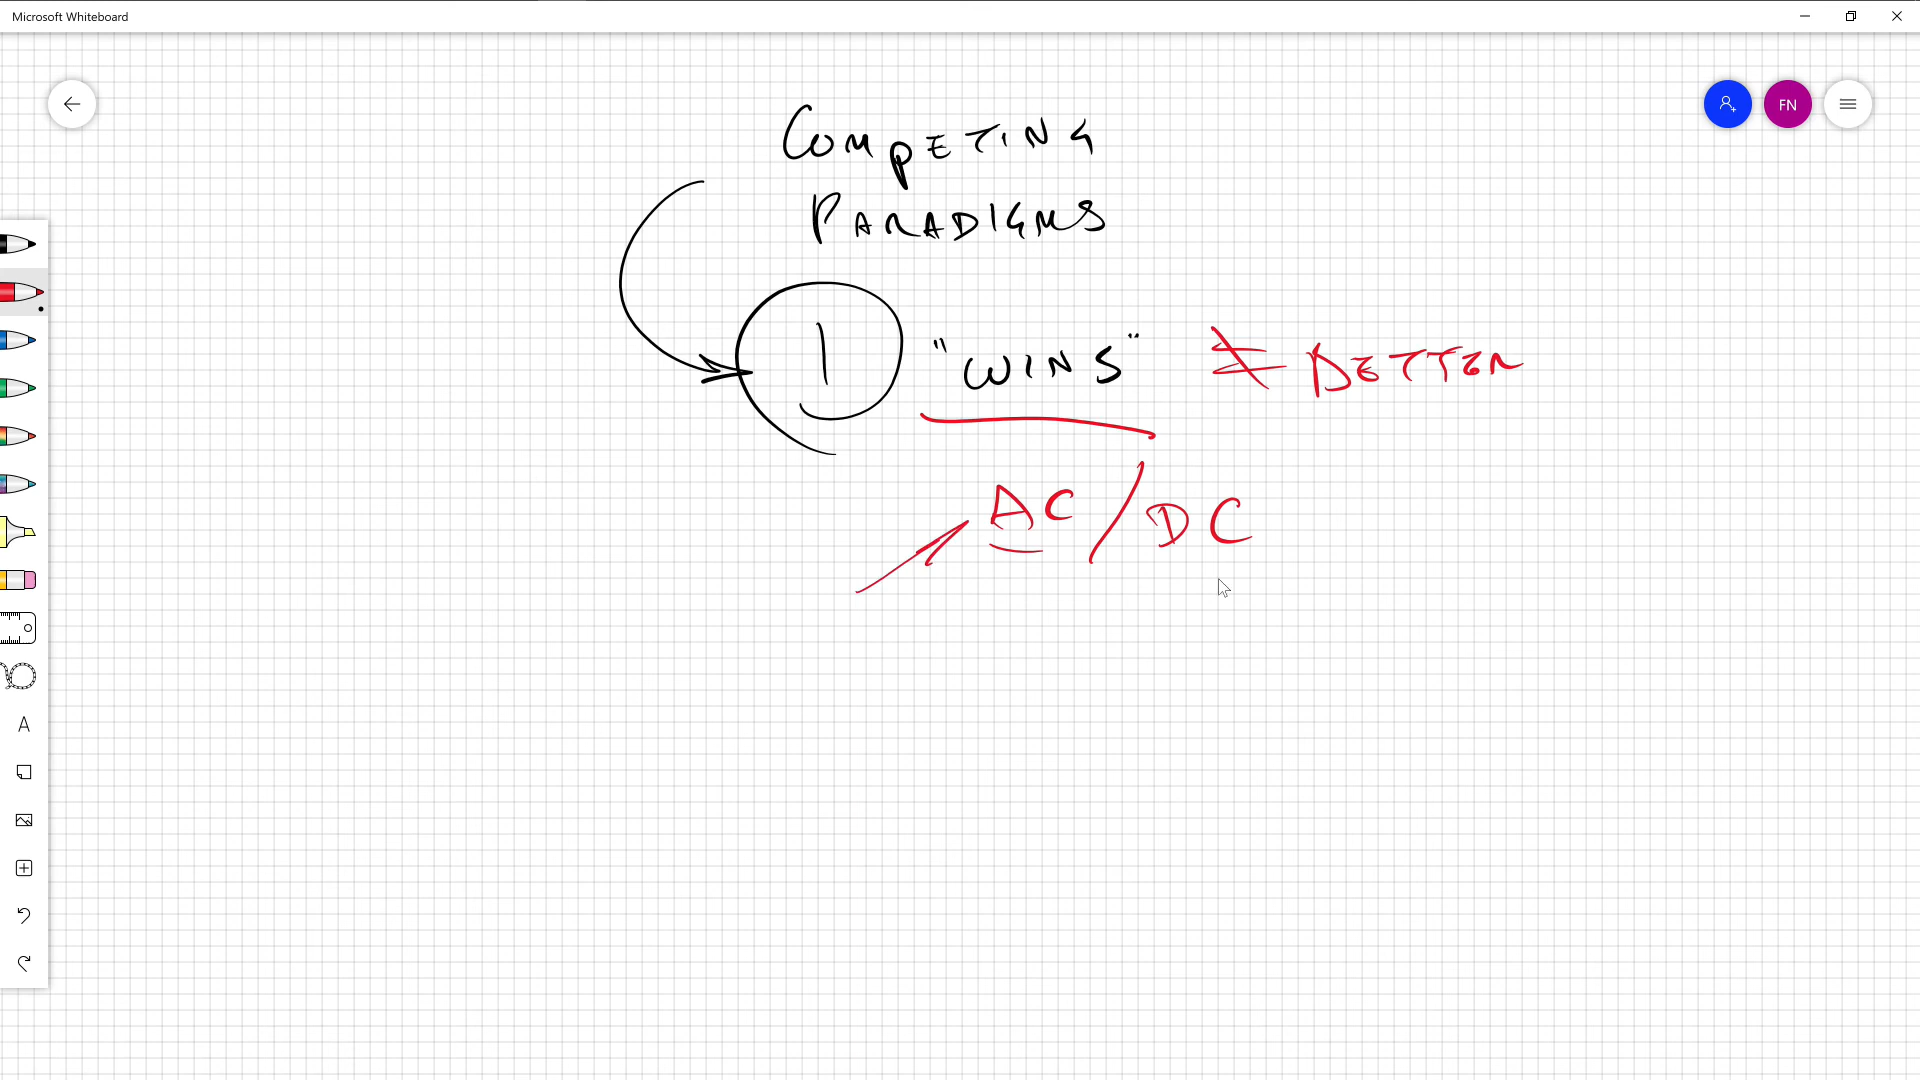 Microsoft Whiteboard
FN
COMPETING
PARADIGMS
1 "WINS" ≠ BETTER
AC / DC
A